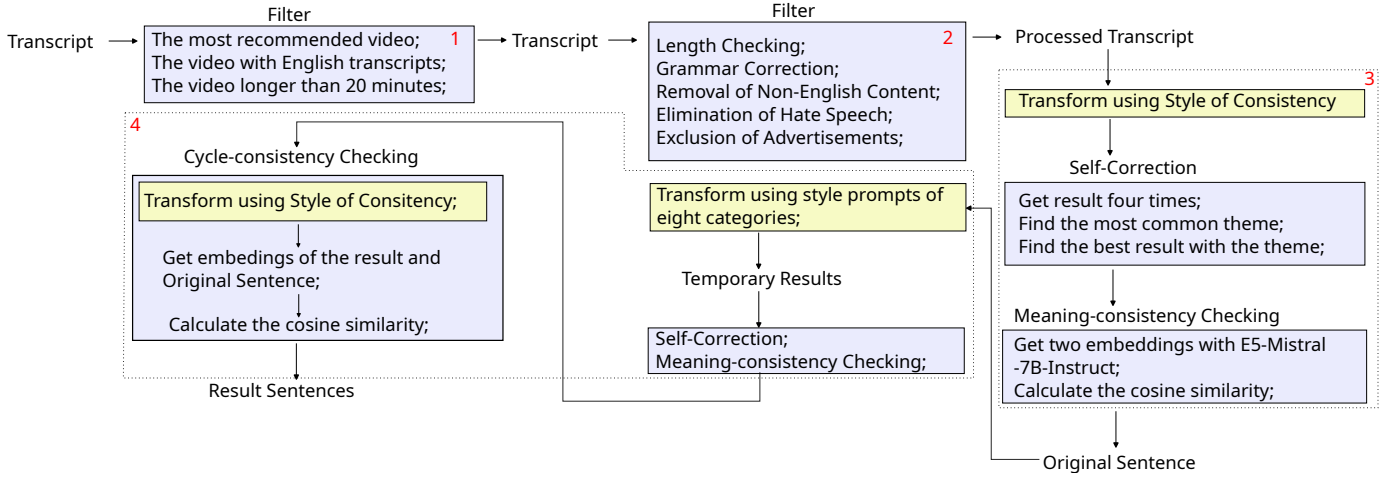 Transcript
Filter
1
The most recommended video;
The video with English transcripts;
The video longer than 20 minutes;
Transcript
Filter
2
Length Checking;
Grammar Correction;
Removal of Non-English Content;
Elimination of Hate Speech;
Exclusion of Advertisements;
Processed Transcript
3
Transform using Style of Consistency
Self-Correction
Get result four times;
Find the most common theme;
Find the best result with the theme;
Meaning-consistency Checking
Get two embeddings with E5-Mistral
-7B-Instruct;
Calculate the cosine similarity;
Original Sentence
4
Transform using style prompts of
eight categories;
Temporary Results
Self-Correction;
Meaning-consistency Checking;
Cycle-consistency Checking
Transform using Style of Consitency;
Get embedings of the result and
Original Sentence;
Calculate the cosine similarity;
Result Sentences